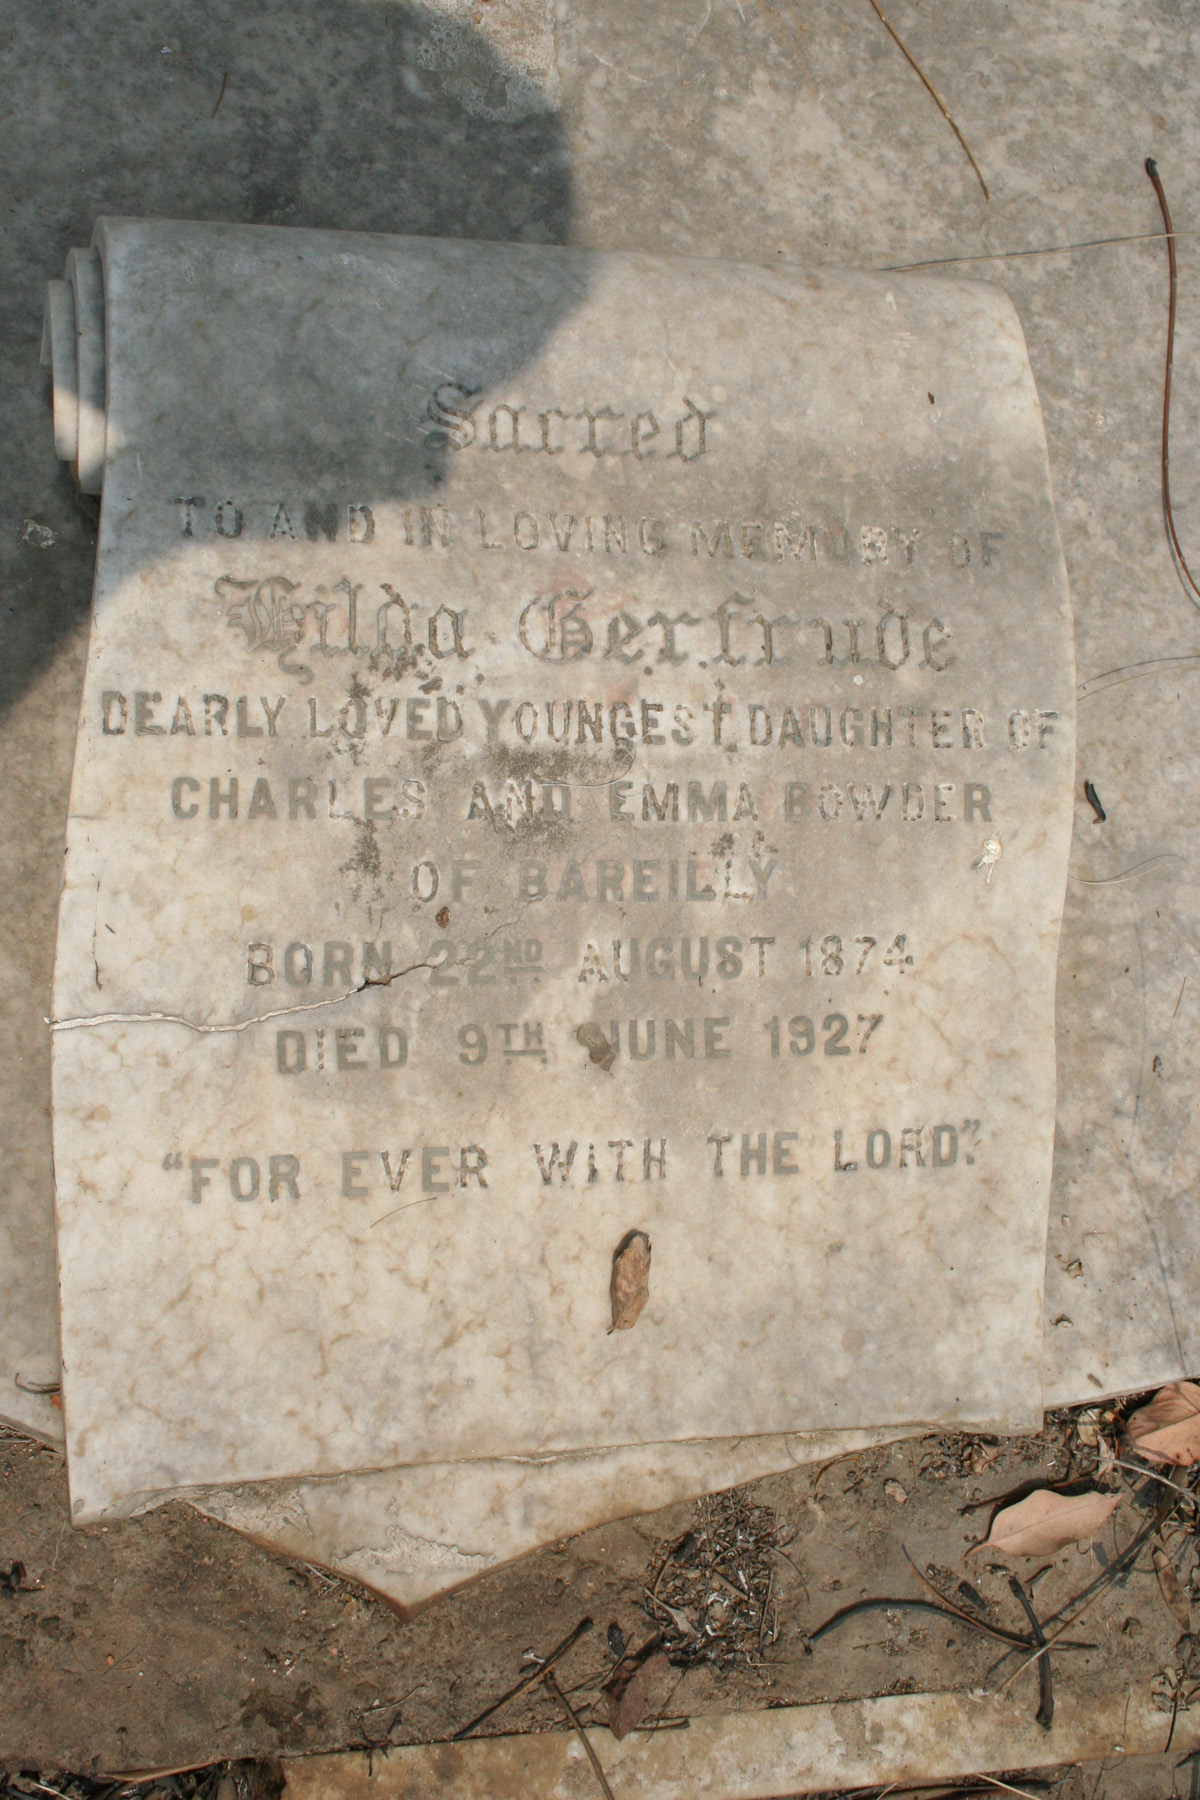 Sacred
TO AND IN LOVING MEMORY OF
Hilda Gertrude
DEARLY LOVED YOUNGEST DAUGHTER OF
CHARLES AND EMMA BOWDER
OF BAREILLY
BORN 22ND AUGUST 1874
DIED 9TH JUNE 1927
"FOR EVER WITH THE LORD."